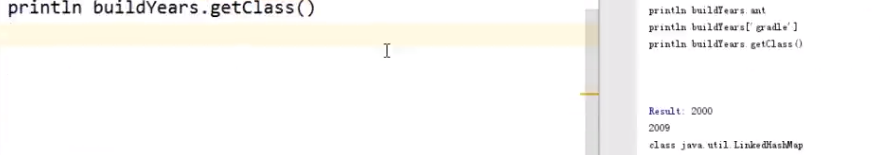 println buildYears.getClass()
println buildYears.ant
println buildYears['gradle']
println buildYears.getClass()
Result: 2000
2009
class java.util.LinkedHashMap